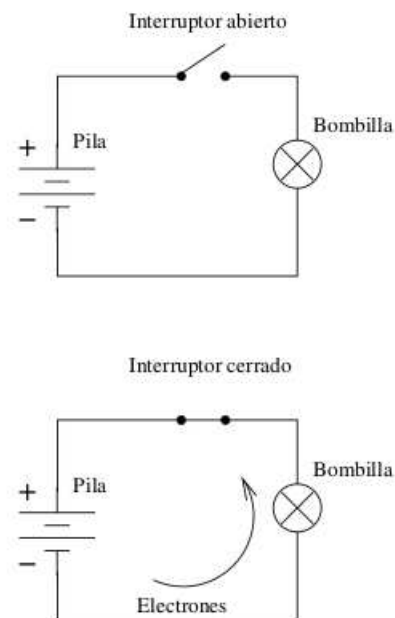 Interruptor abierto
Bombilla
+ Pila
−
Interruptor cerrado
Bombilla
+ Pila
−
Electrones